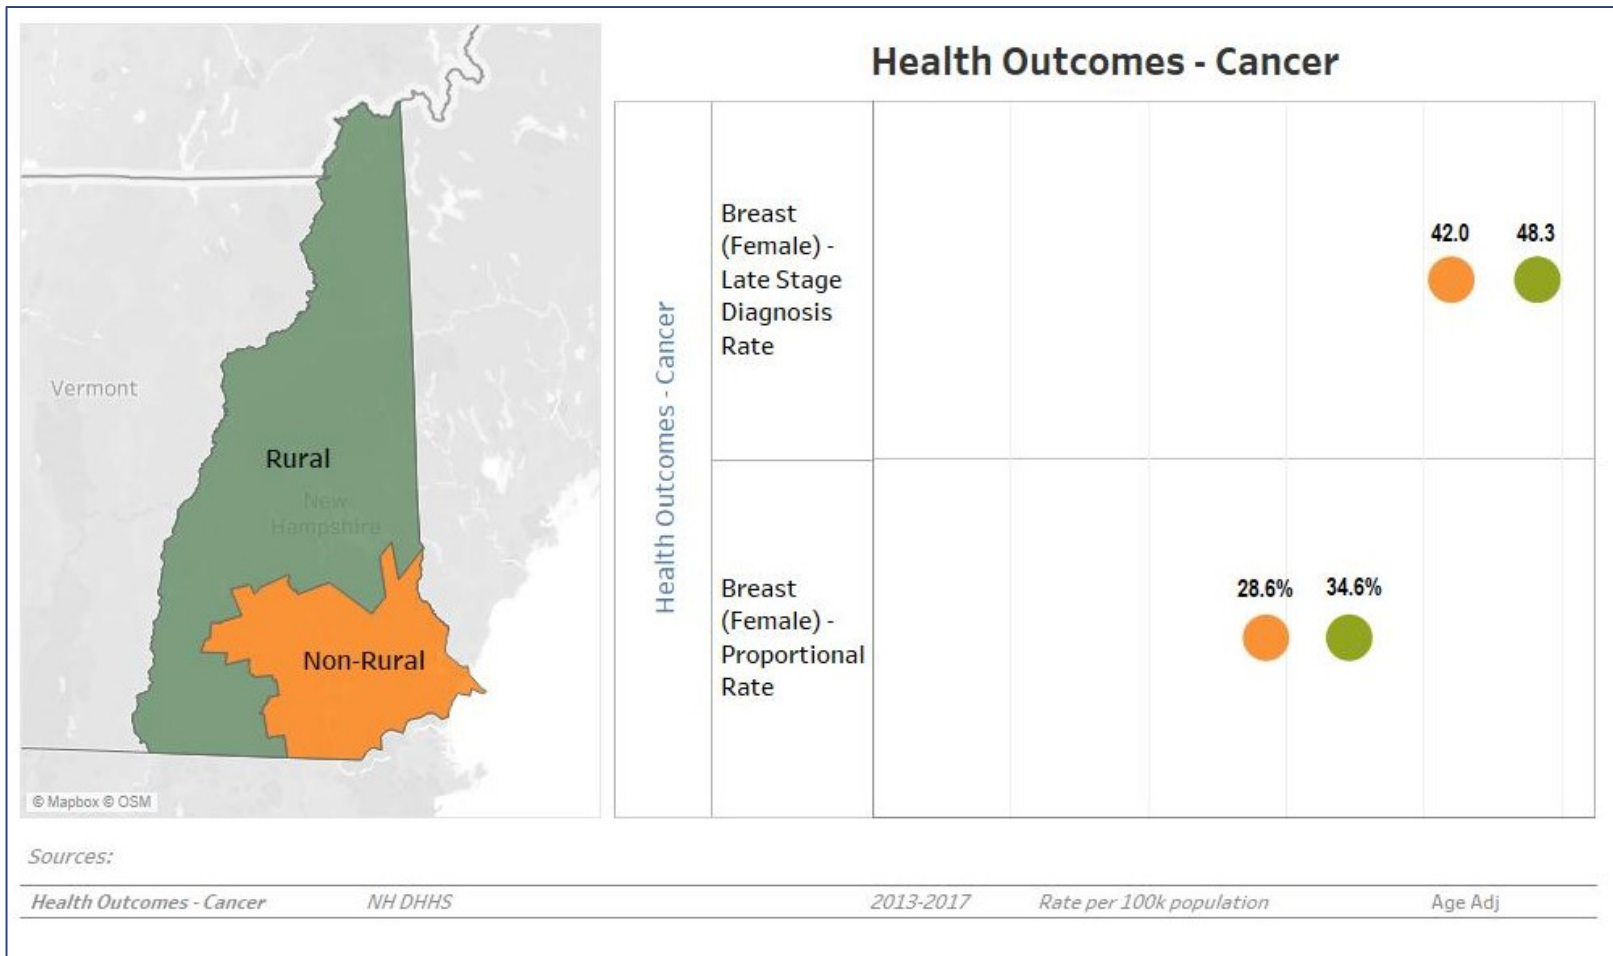 Health Outcomes - Cancer
Vermont
Rural
New
Hampshire
Non-Rural
© Mapbox © OSM
Health Outcomes - Cancer
Breast
(Female) -
Late Stage
Diagnosis
Rate
42.0 48.3
Breast
(Female) -
Proportional
Rate
28.6% 34.6%
Sources:
Health Outcomes - Cancer NH DHHS 2013-2017 Rate per 100k population Age Adj